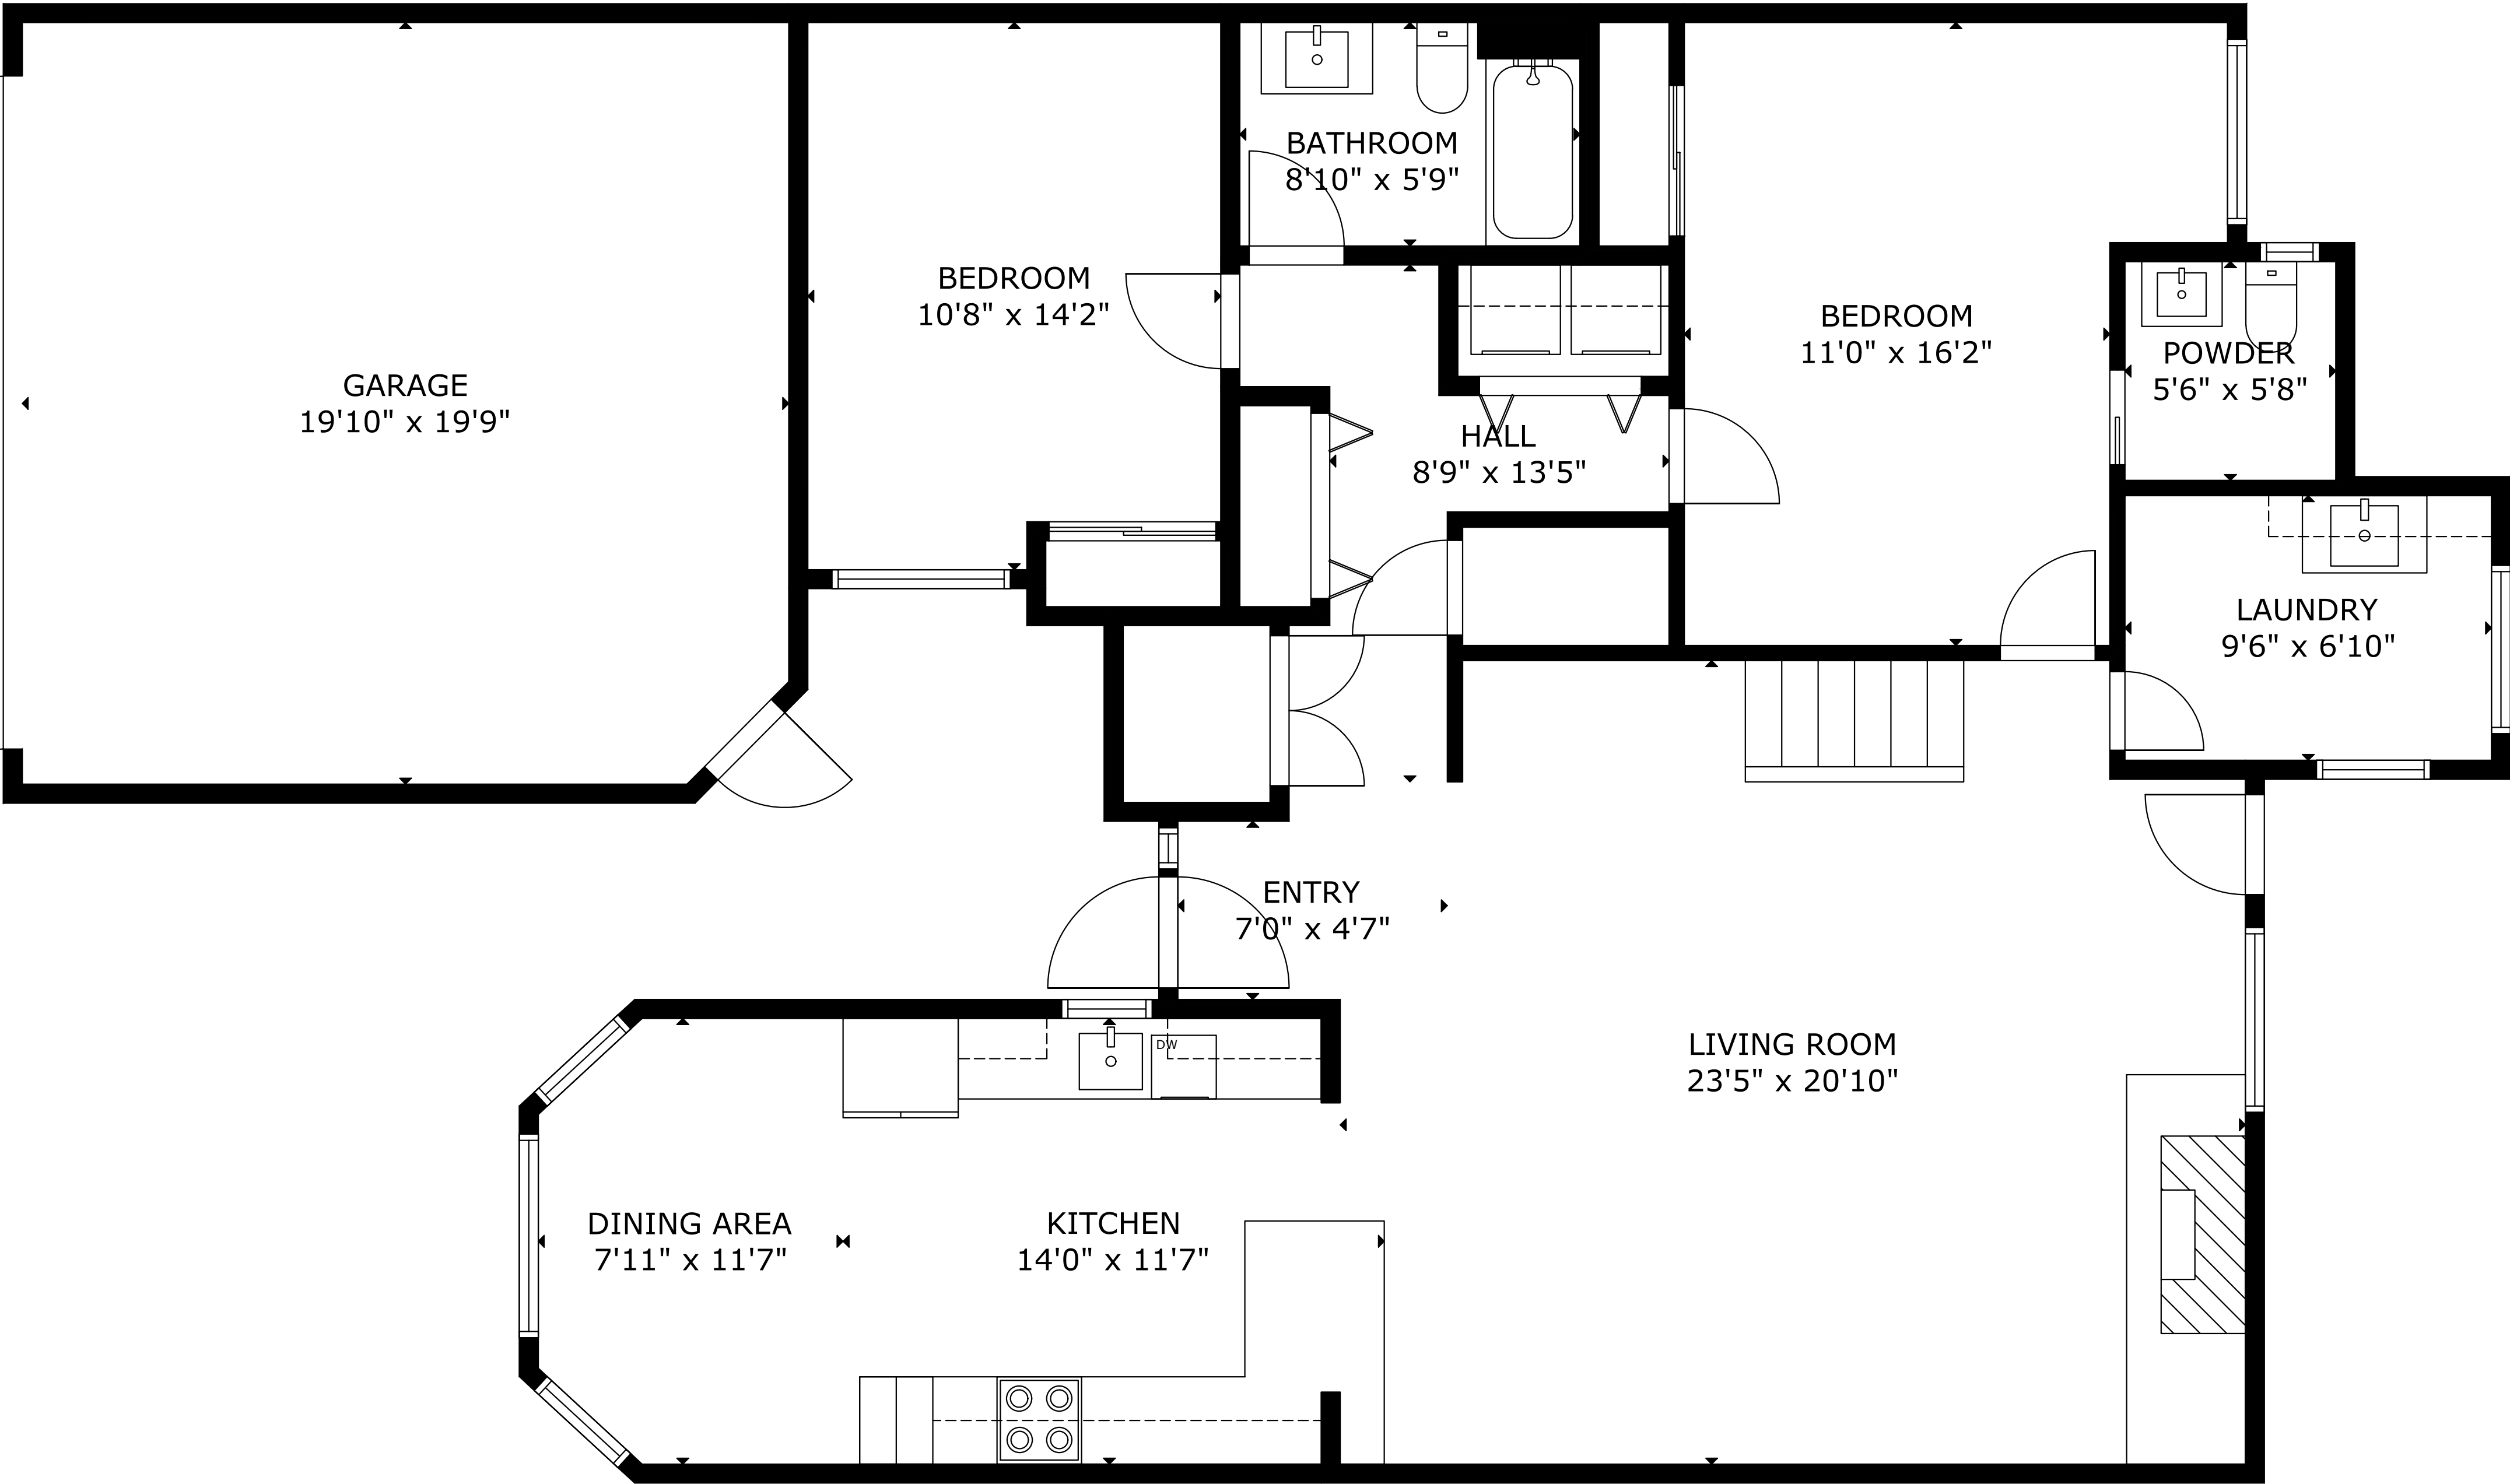 BATHROOM
8'10" x 5'9"
BEDROOM
10'8" x 14'2"
BEDROOM
11'0" x 16'2"
POWDER
5'6" x 5'8"
GARAGE
19'10" x 19'9"
HALL
8'9" x 13'5"
LAUNDRY
9'6" x 6'10"
ENTRY
7'0" x 4'7"
DW
LIVING ROOM
23'5" x 20'10"
DINING AREA
7'11" x 11'7"
KITCHEN
14'0" x 11'7"